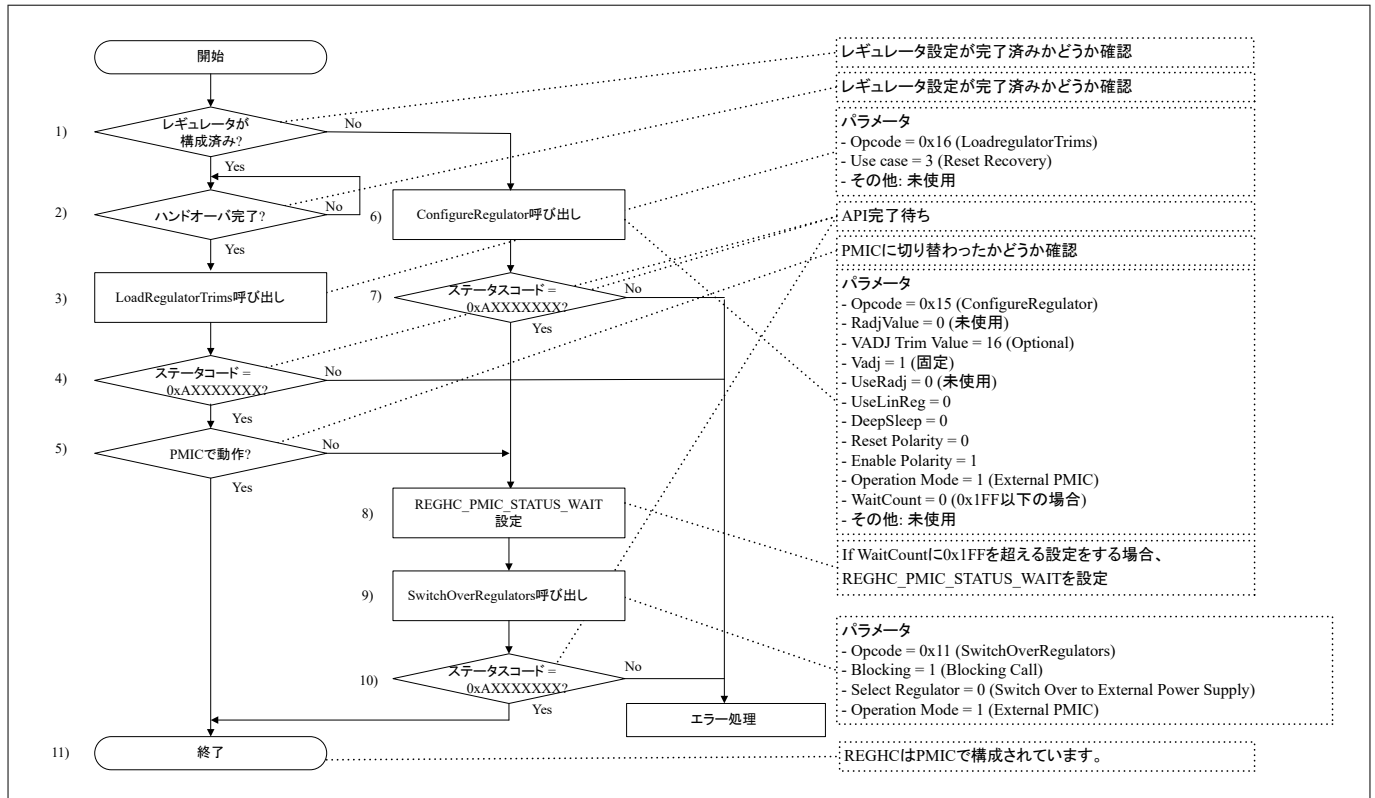 開始
1)
レギュレータが
構成済み?
No
Yes
2)
ハンドオーバ完了?
No
Yes
3)
LoadRegulatorTrims呼び出し
4)
ステータコード =
0xAXXXXXXX?
No
Yes
5)
PMICで動作?
No
Yes
6)
ConfigureRegulator呼び出し
7)
ステータスコード =
0xAXXXXXXX?
No
Yes
8)
REGHC_PMIC_STATUS_WAIT
設定
9)
SwitchOverRegulators呼び出し
10)
ステータスコード =
0xAXXXXXXX?
No
Yes
エラー処理
11)
終了
レギュレータ設定が完了済みかどうか確認
レギュレータ設定が完了済みかどうか確認
パラメータ
- Opcode = 0x16 (LoadregulatorTrims)
- Use case = 3 (Reset Recovery)
- その他: 未使用
API完了待ち
PMICに切り替わったかどうか確認
パラメータ
- Opcode = 0x15 (ConfigureRegulator)
- RadjValue = 0 (未使用)
- VADJ Trim Value = 16 (Optional)
- Vadj = 1 (固定)
- UseRadj = 0 (未使用)
- UseLinReg = 0
- DeepSleep = 0
- Reset Polarity = 0
- Enable Polarity = 1
- Operation Mode = 1 (External PMIC)
- WaitCount = 0 (0x1FF以下の場合)
- その他: 未使用
If WaitCountに0x1FFを超える設定をする場合、
REGHC_PMIC_STATUS_WAITを設定
パラメータ
- Opcode = 0x11 (SwitchOverRegulators)
- Blocking = 1 (Blocking Call)
- Select Regulator = 0 (Switch Over to External Power Supply)
- Operation Mode = 1 (External PMIC)
REGHCはPMICで構成されています。